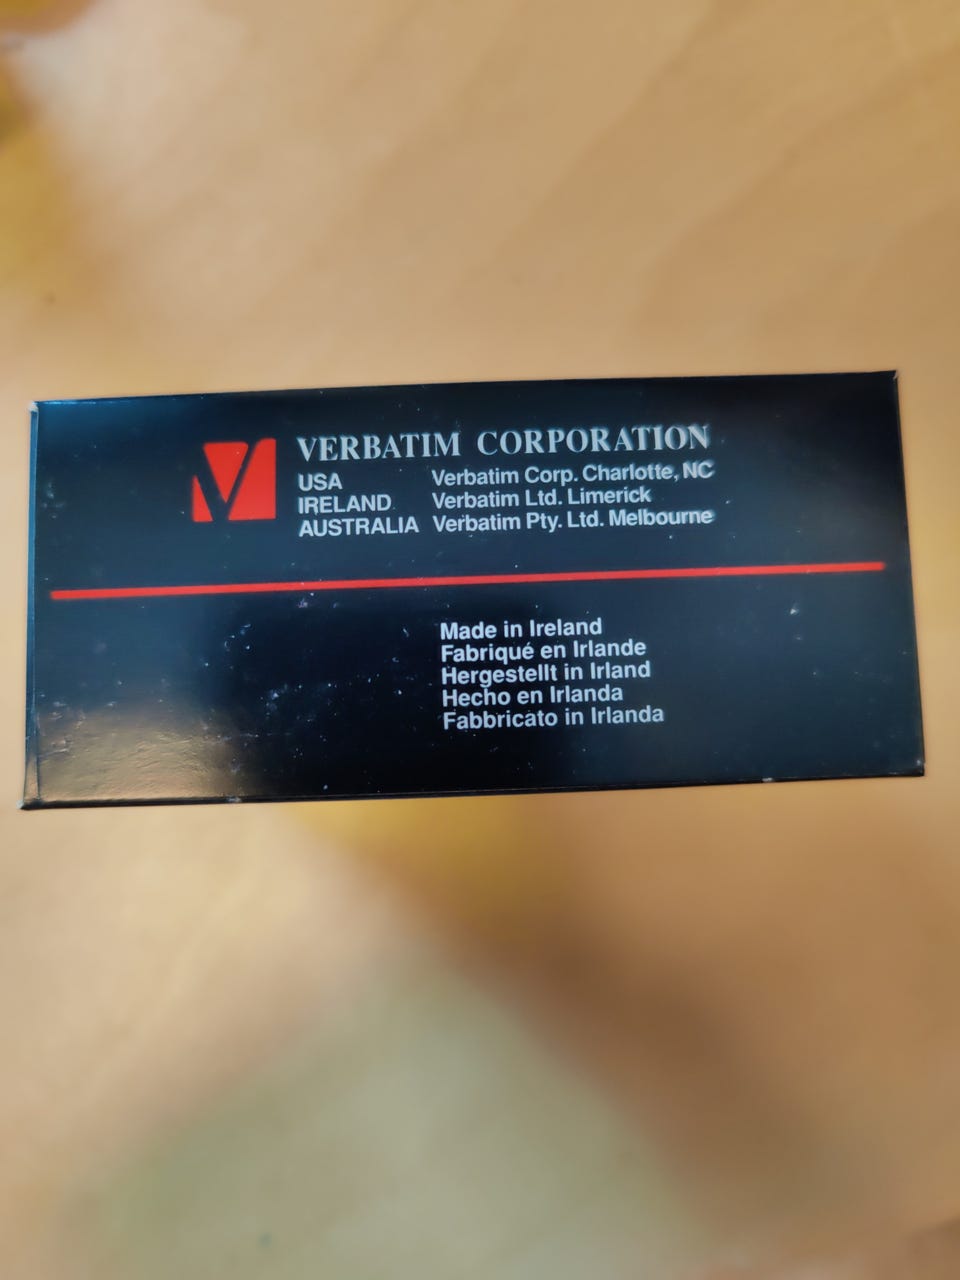 VERBATIM CORPORATION
USA Verbatim Corp. Charlotte, NC
IRELAND Verbatim Ltd. Limerick
AUSTRALIA Verbatim Pty. Ltd. Melbourne
Made in Ireland
Fabriqué en Irlande
Hergestellt in Irland
Hecho en Irlanda
Fabbricato in Irlanda